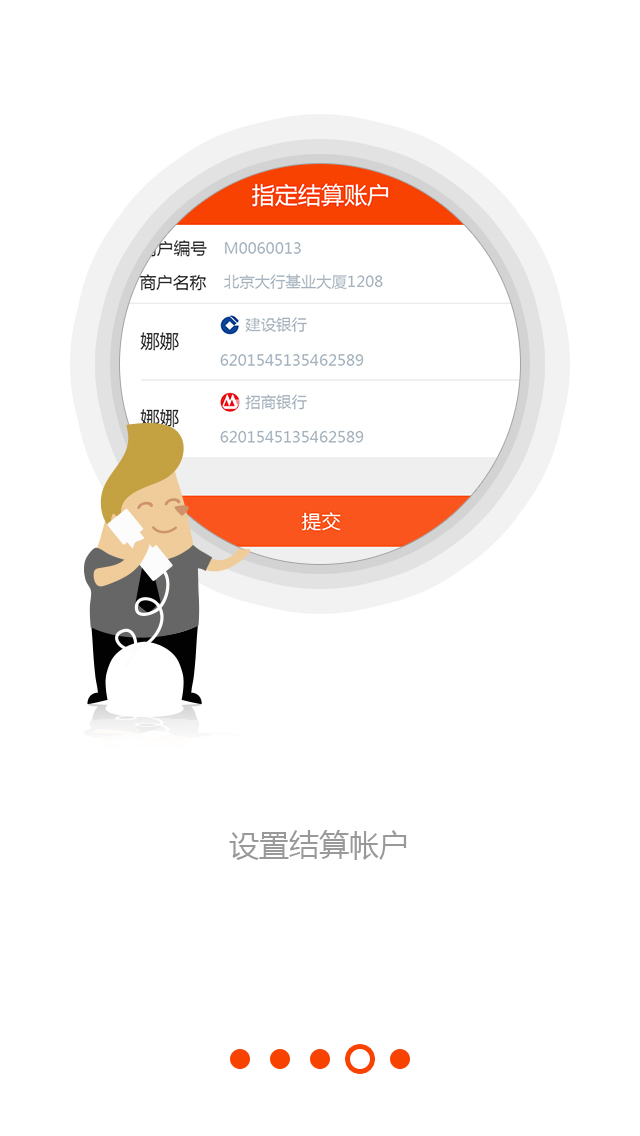 指定结算账户
商户编号 M0060013
商户名称 北京大行基业大厦1208
娜娜 建设银行
6201545135462589
娜娜 招商银行
6201545135462589
提交
设置结算帐户